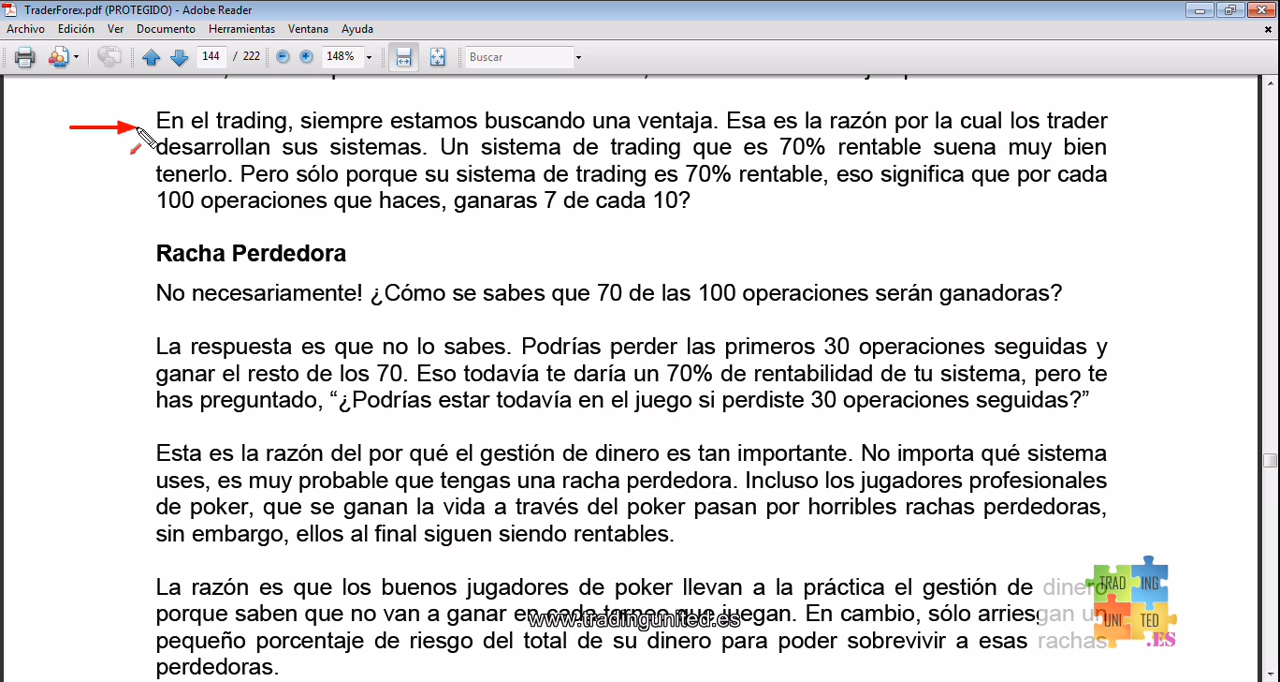 TraderForex.pdf (PROTEGIDO) - Adobe Reader
Archivo Edición Ver Documento Herramientas Ventana Ayuda
144 / 222 148% Buscar
En el trading, siempre estamos buscando una ventaja. Esa es la razón por la cual los trader
desarrollan sus sistemas. Un sistema de trading que es 70% rentable suena muy bien
tenerlo. Pero sólo porque su sistema de trading es 70% rentable, eso significa que por cada
100 operaciones que haces, ganaras 7 de cada 10?
Racha Perdedora
No necesariamente! ¿Cómo se sabes que 70 de las 100 operaciones serán ganadoras?
La respuesta es que no lo sabes. Podrías perder las primeros 30 operaciones seguidas y
ganar el resto de los 70. Eso todavía te daría un 70% de rentabilidad de tu sistema, pero te
has preguntado, “¿Podrías estar todavía en el juego si perdiste 30 operaciones seguidas?”
Esta es la razón del por qué el gestión de dinero es tan importante. No importa qué sistema
uses, es muy probable que tengas una racha perdedora. Incluso los jugadores profesionales
de poker, que se ganan la vida a través del poker pasan por horribles rachas perdedoras,
sin embargo, ellos al final siguen siendo rentables.
La razón es que los buenos jugadores de poker llevan a la práctica el gestión de dinero
porque saben que no van a ganar en cada torneo que juegan. En cambio, sólo arriesgan un
www.tradingunited.es
pequeño porcentaje de riesgo del total de su dinero para poder sobrevivir a esas rachas
perdedoras.
TRAD ING
UNI TED
.ES